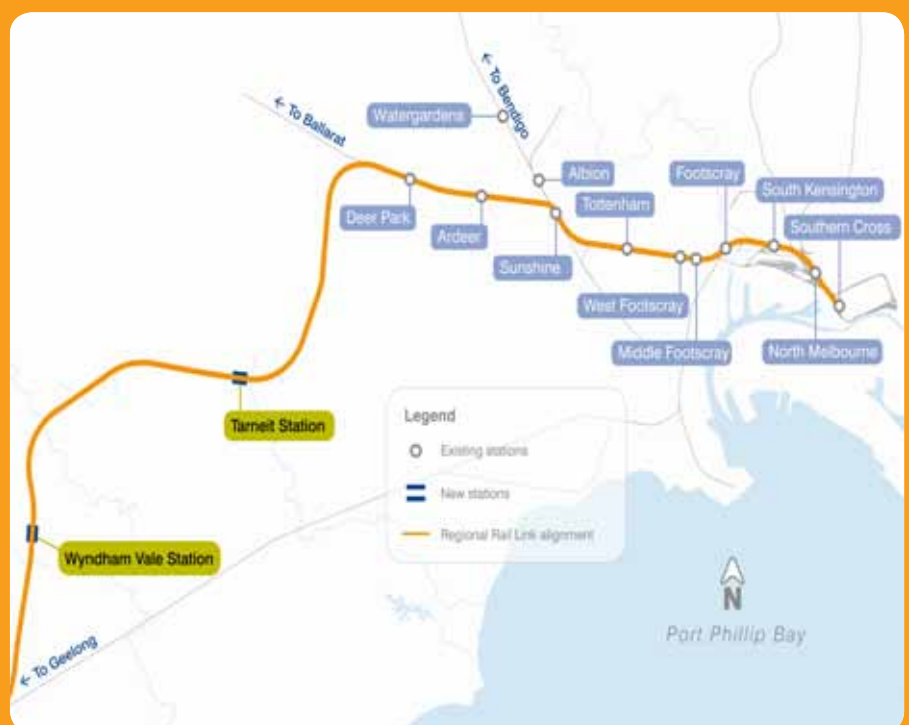 ← To Bendigo
← To Ballarat
Watergardens
Albion
Footscray
South Kensington
Deer Park
Tottenham
Southern Cross
Ardeer
Sunshine
West Footscray
Middle Footscray
North Melbourne
Tarneit Station
Legend
Existing stations
New stations
Regional Rail Link alignment
Wyndham Vale Station
N
Port Phillip Bay
← To Geelong